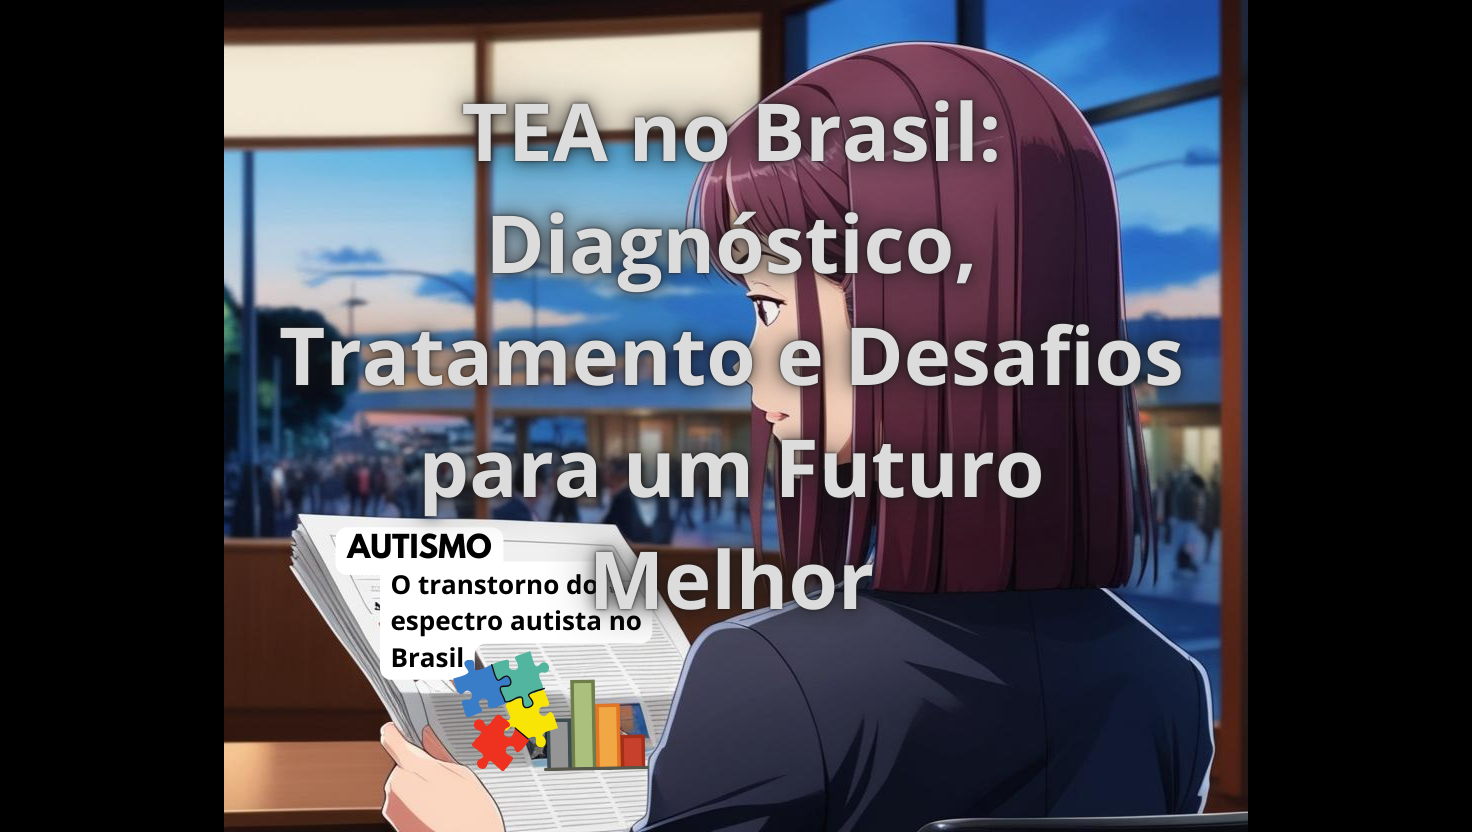 TEA no Brasil:
Diagnóstico,
Tratamento e Desafios
para um Futuro
Melhor
AUTISMO
O transtorno do
espectro autista no
Brasil